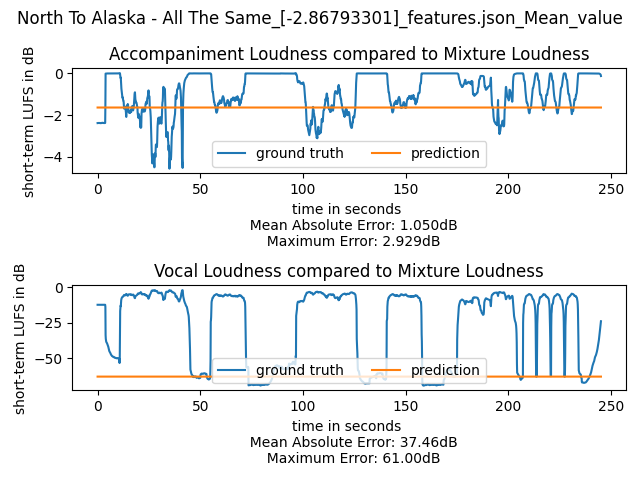 North To Alaska - All The Same_[-2.86793301]_features.json_Mean_value
Accompaniment Loudness compared to Mixture Loudness
short-term LUFS in dB
0
−2
−4
ground truth
prediction
0
50
100
150
200
250
time in seconds
Mean Absolute Error: 1.050dB
Maximum Error: 2.929dB
Vocal Loudness compared to Mixture Loudness
short-term LUFS in dB
0
−25
−50
ground truth
prediction
0
50
100
150
200
250
time in seconds
Mean Absolute Error: 37.46dB
Maximum Error: 61.00dB